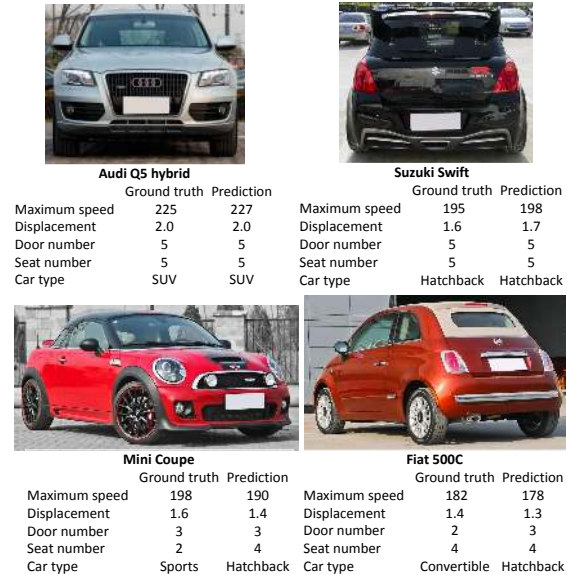 Audi Q5 hybrid
Ground truth Prediction
Maximum speed 225 227
Displacement 2.0 2.0
Door number 5 5
Seat number 5 5
Car type SUV SUV
Suzuki Swift
Ground truth Prediction
Maximum speed 195 198
Displacement 1.6 1.7
Door number 5 5
Seat number 5 5
Car type Hatchback Hatchback
Mini Coupe
Ground truth Prediction
Maximum speed 198 190
Displacement 1.6 1.4
Door number 3 3
Seat number 2 4
Car type Sports Hatchback
Fiat 500C
Ground truth Prediction
Maximum speed 182 178
Displacement 1.4 1.3
Door number 2 3
Seat number 4 4
Car type Convertible Hatchback